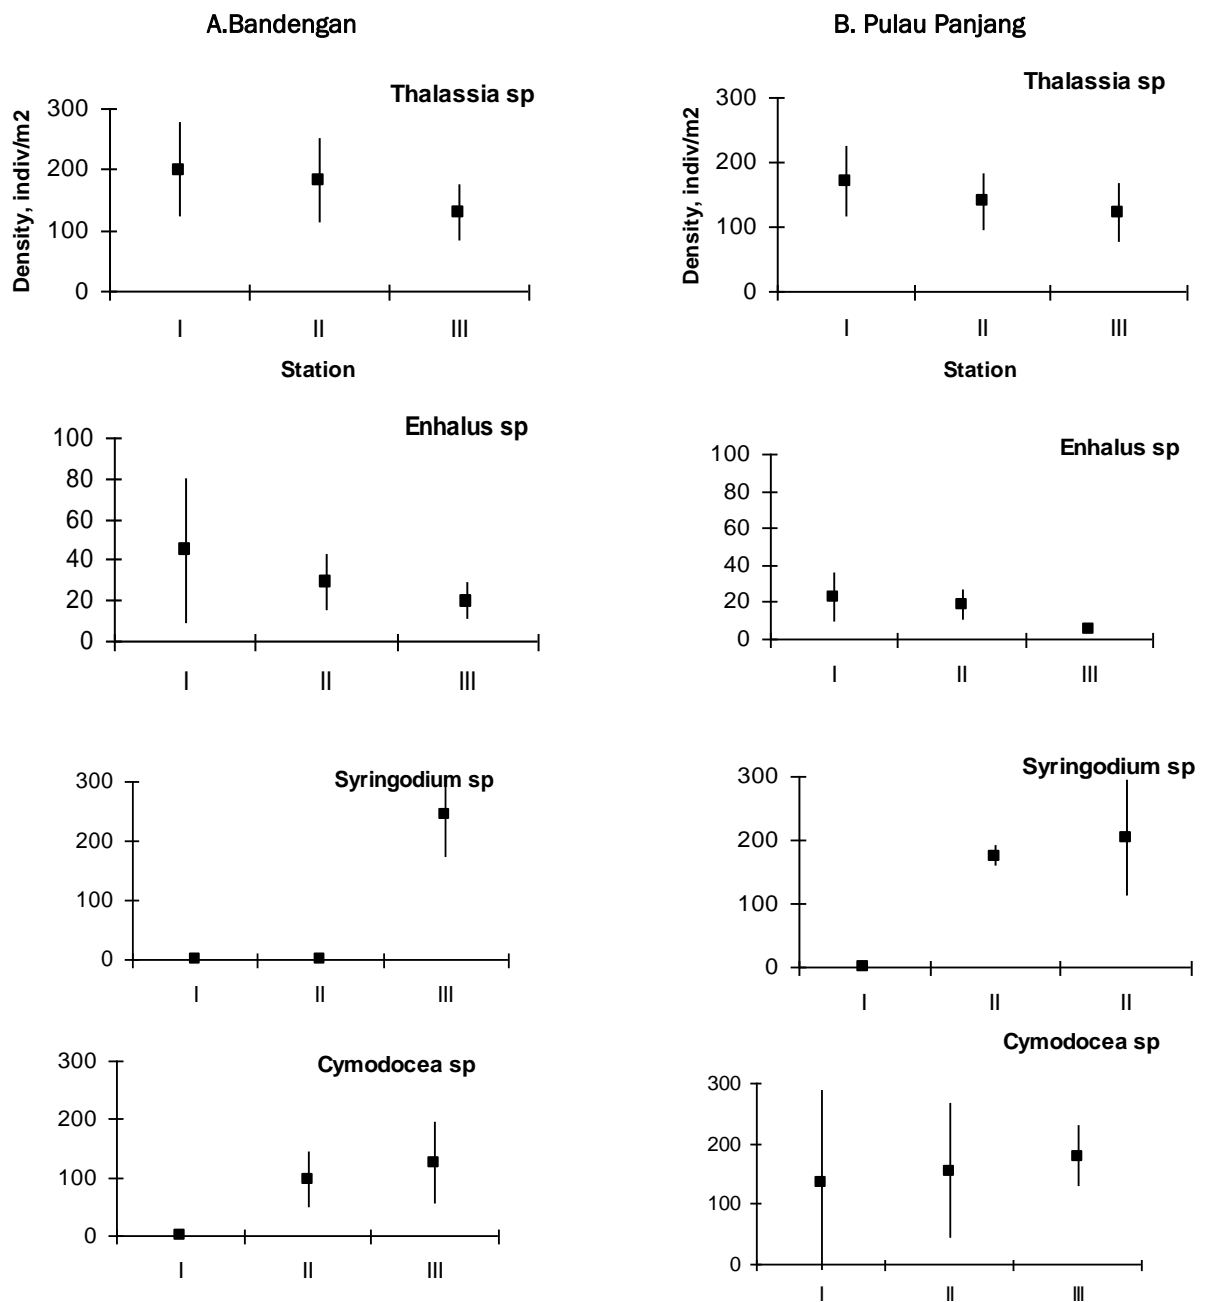 A.Bandengan
B. Pulau Panjang
Thalassia sp
Density, indiv/m2
300
200
100
0
I II III
Station
Thalassia sp
Density, indiv/m2
300
200
100
0
I II III
Station
Enhalus sp
100
80
60
40
20
0
I II III
Enhalus sp
100
80
60
40
20
0
I II III
Syringodium sp
300
200
100
0
I II III
Syringodium sp
300
200
100
0
I II II
Cymodocea sp
300
200
100
0
I II III
Cymodocea sp
300
200
100
0
I II III